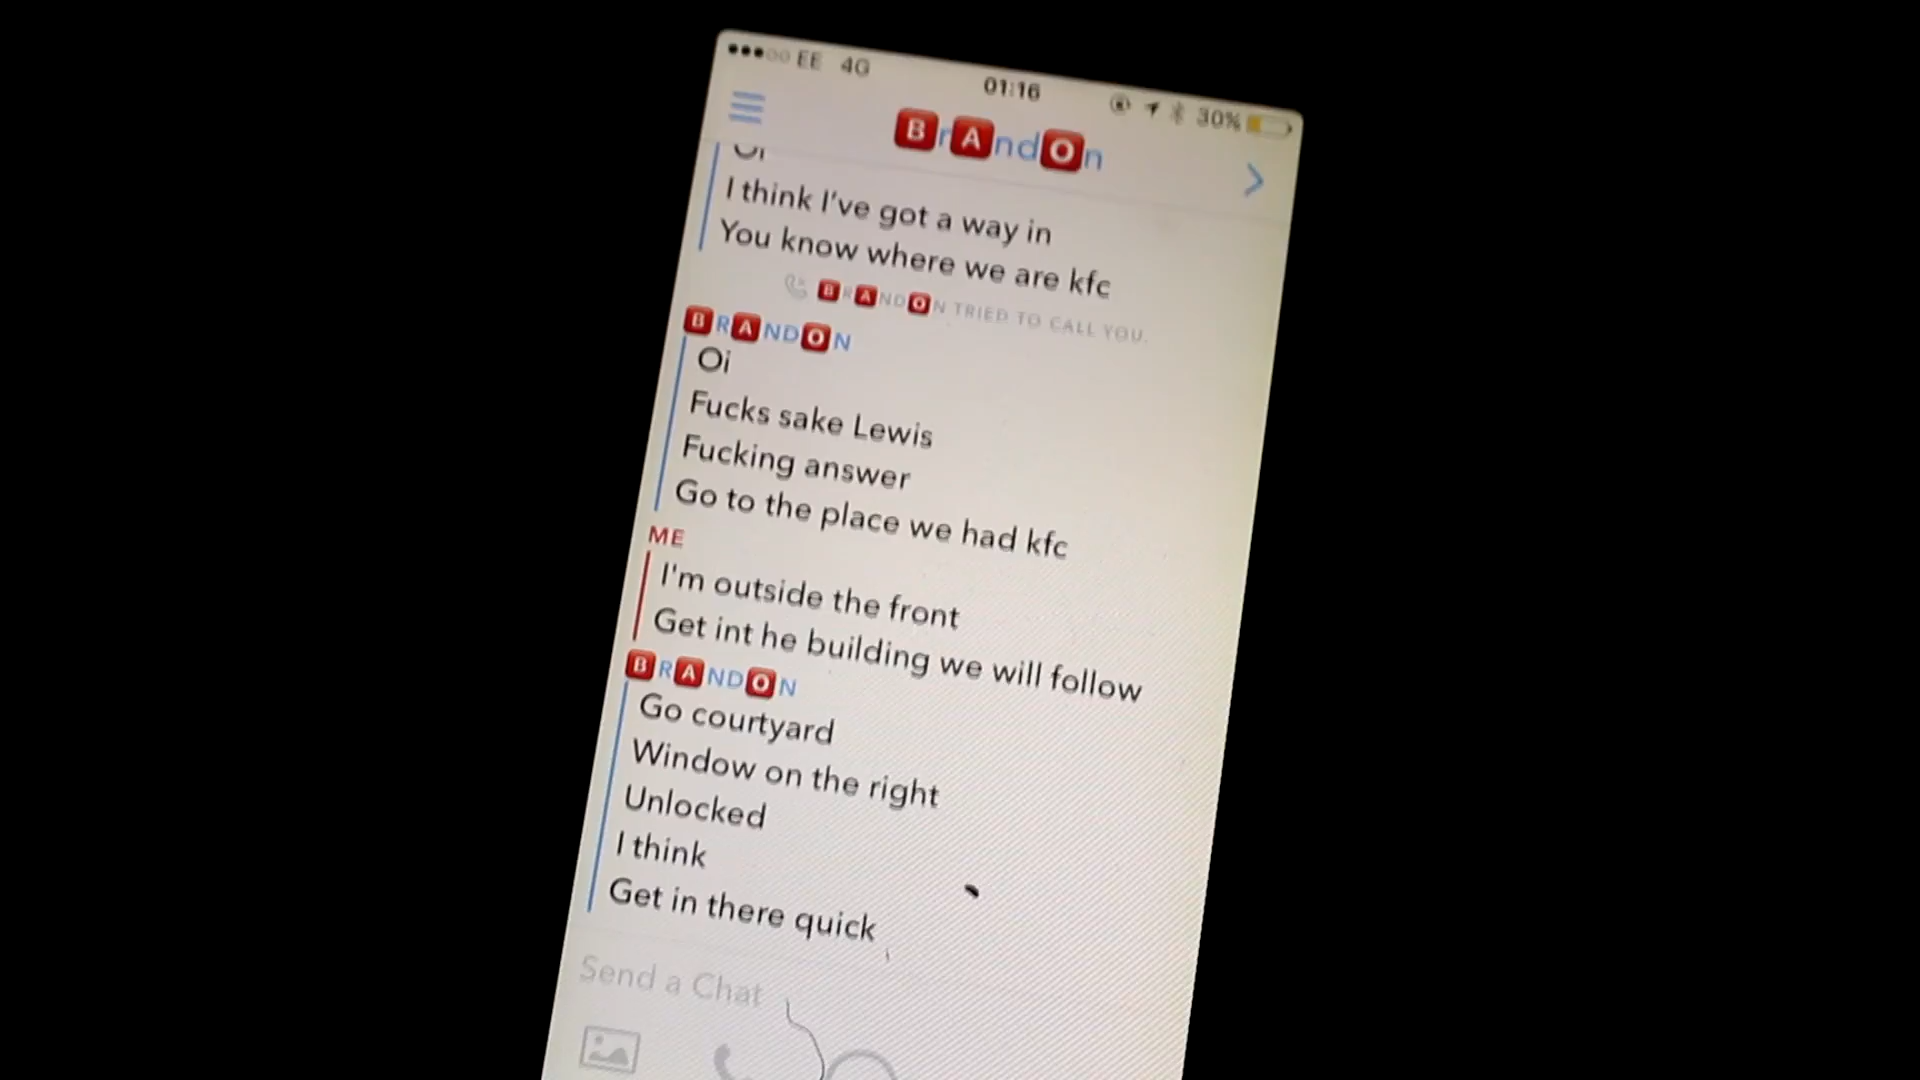 EE 4G 01:16 30%
BrAndOn
Oi
I think I've got a way in
You know where we are kfc
BRANDON TRIED TO CALL YOU.
BRANDON
Oi
Fucks sake Lewis
Fucking answer
Go to the place we had kfc
ME
I'm outside the front
Get int he building we will follow
BRANDON
Go courtyard
Window on the right
Unlocked
I think
Get in there quick
Send a Chat